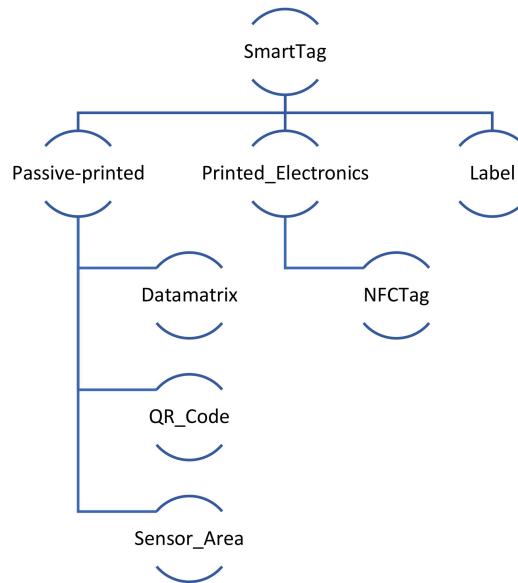 SmartTag
Passive-printed
Printed_Electronics
Label
Datamatrix
NFCTag
QR_Code
Sensor_Area